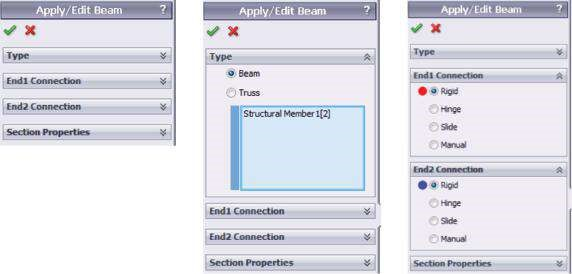 Apply/Edit Beam ?
Type
End1 Connection
End2 Connection
Section Properties
Apply/Edit Beam ?
Type
Beam
Truss
Structural Member1[2]
End1 Connection
End2 Connection
Section Properties
Apply/Edit Beam ?
Type
End1 Connection
Rigid
Hinge
Slide
Manual
End2 Connection
Rigid
Hinge
Slide
Manual
Section Properties